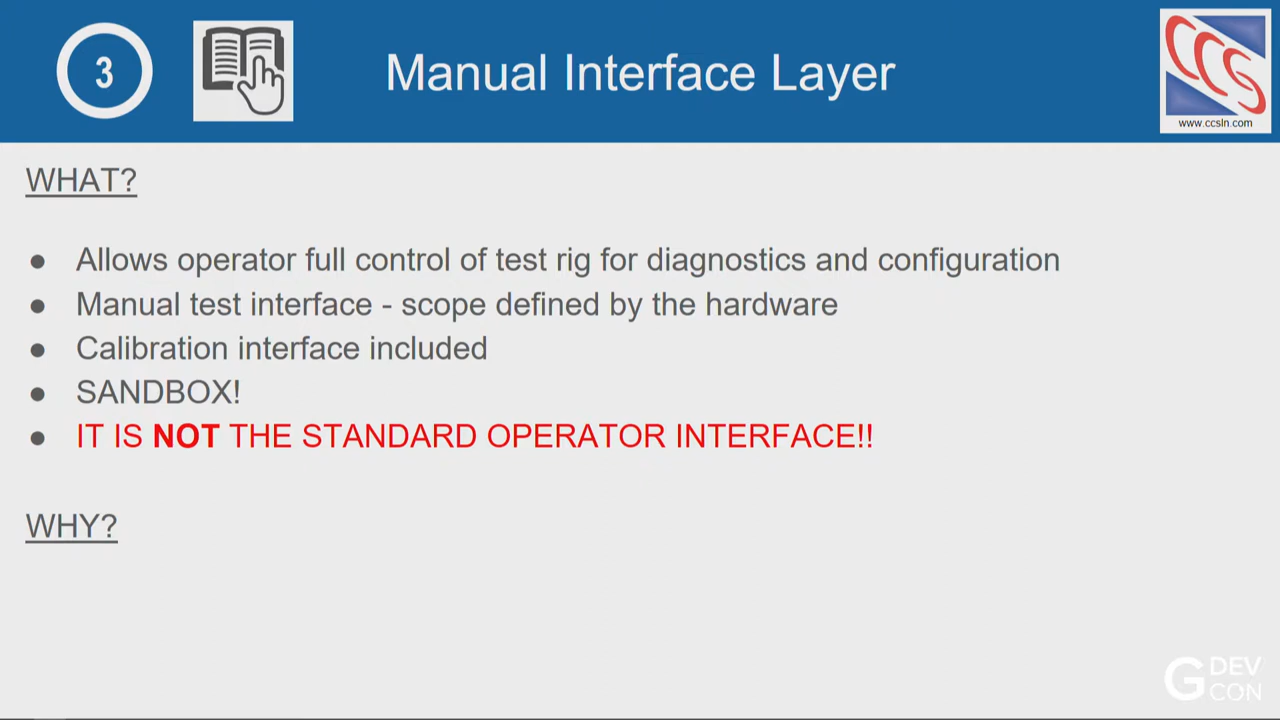 3
Manual Interface Layer
CCS
www.ccsln.com
WHAT?
● Allows operator full control of test rig for diagnostics and configuration
● Manual test interface - scope defined by the hardware
● Calibration interface included
● SANDBOX!
● IT IS NOT THE STANDARD OPERATOR INTERFACE!!
WHY?
G DEV
CON